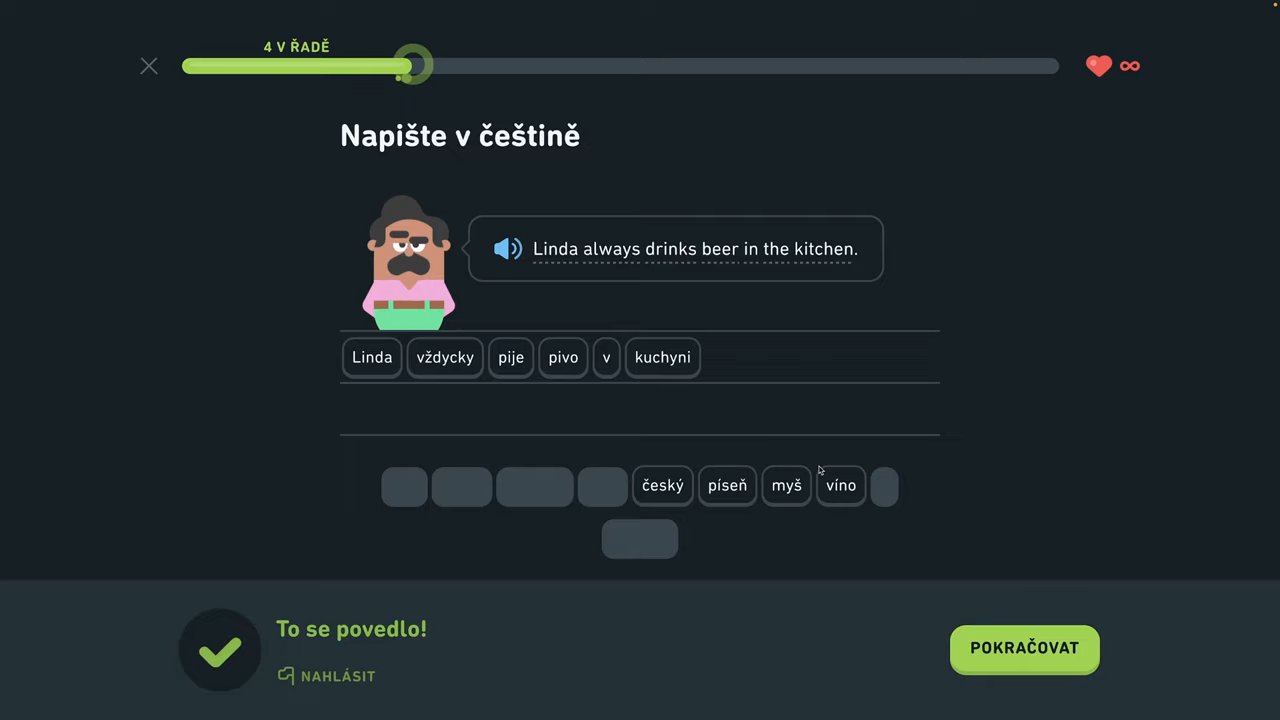 4 V ŘADĚ
Napište v češtině
Linda always drinks beer in the kitchen.
Linda vždycky pije pivo v kuchyni
český píseň myš víno
To se povedlo!
NAHLÁSIT
POKRAČOVAT